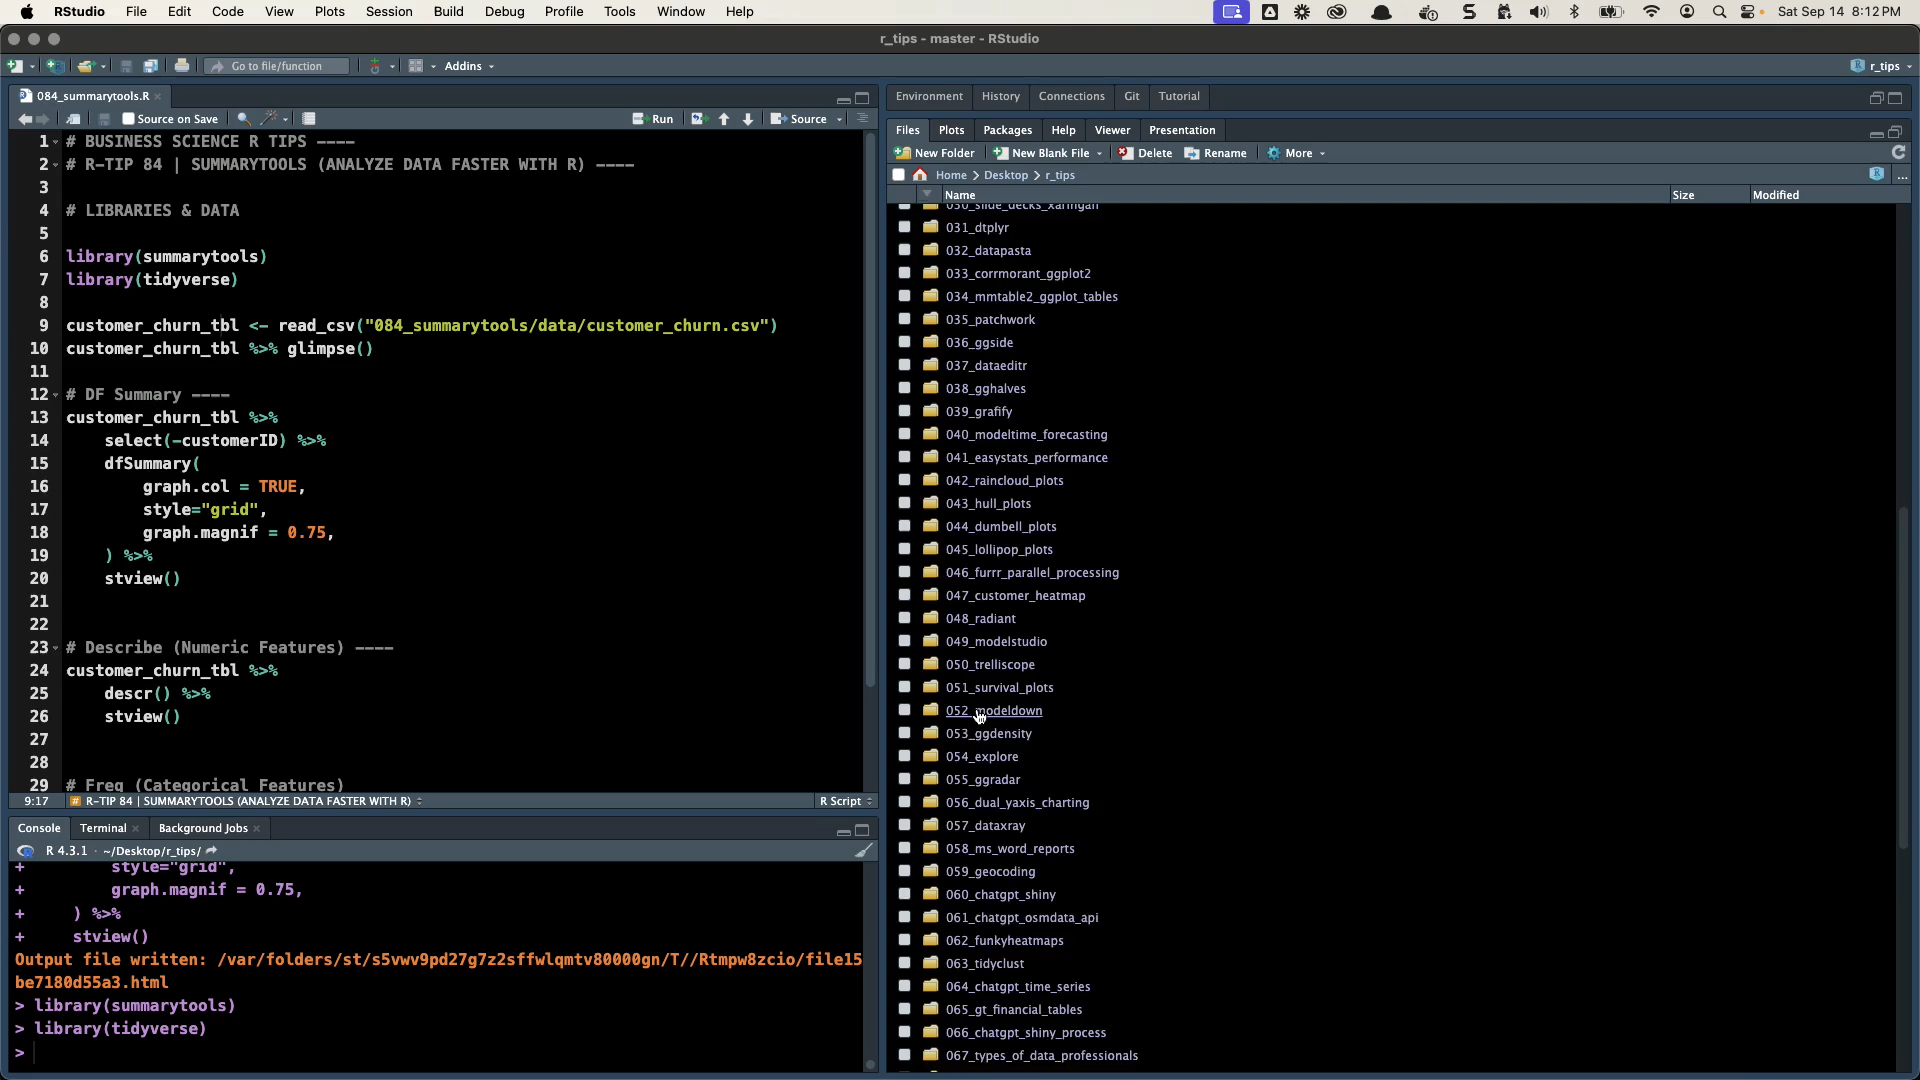 RStudio File Edit Code View Plots Session Build Debug Profile Tools Window Help Sat Sep 14 8:12 PM
r_tips - master - RStudio
Go to file/function Addins r_tips
084_summarytools.R
Source on Save Run Source
1 # BUSINESS SCIENCE R TIPS ----
2 # R-TIP 84 | SUMMARYTOOLS (ANALYZE DATA FASTER WITH R) ----
3
4 # LIBRARIES & DATA
5
6 library(summarytools)
7 library(tidyverse)
8
9 customer_churn_tbl <- read_csv("084_summarytools/data/customer_churn.csv")
10 customer_churn_tbl %>% glimpse()
11
12 # DF Summary ----
13 customer_churn_tbl %>%
14 select(-customerID) %>%
15 dfSummary(
16 graph.col = TRUE,
17 style="grid",
18 graph.magnif = 0.75,
19 ) %>%
20 stview()
21
22
23 # Describe (Numeric Features) ----
24 customer_churn_tbl %>%
25 descr() %>%
26 stview()
27
28
29 # Freq (Categorical Features)
9:17 # R-TIP 84 | SUMMARYTOOLS (ANALYZE DATA FASTER WITH R) R Script
Console Terminal Background Jobs
R 4.3.1 · ~/Desktop/r_tips/
+ style="grid",
+ graph.magnif = 0.75,
+ ) %>%
+ stview()
Output file written: /var/folders/st/s5vwv9pd27g7z2sffwlqmtv80000gn/T//Rtmpw8zcio/file15
be7180d55a3.html
> library(summarytools)
> library(tidyverse)
>
Environment History Connections Git Tutorial
Files Plots Packages Help Viewer Presentation
New Folder New Blank File Delete Rename More
Home > Desktop > r_tips ...
Name Size Modified
030_slide_decks_xaringan
031_dtplyr
032_datapasta
033_corrmorant_ggplot2
034_mmtable2_ggplot_tables
035_patchwork
036_ggside
037_dataeditr
038_gghalves
039_grafify
040_modeltime_forecasting
041_easystats_performance
042_raincloud_plots
043_hull_plots
044_dumbell_plots
045_lollipop_plots
046_furrr_parallel_processing
047_customer_heatmap
048_radiant
049_modelstudio
050_trelliscope
051_survival_plots
052_modeldown
053_ggdensity
054_explore
055_ggradar
056_dual_yaxis_charting
057_dataxray
058_ms_word_reports
059_geocoding
060_chatgpt_shiny
061_chatgpt_osmdata_api
062_funkyheatmaps
063_tidyclust
064_chatgpt_time_series
065_gt_financial_tables
066_chatgpt_shiny_process
067_types_of_data_professionals